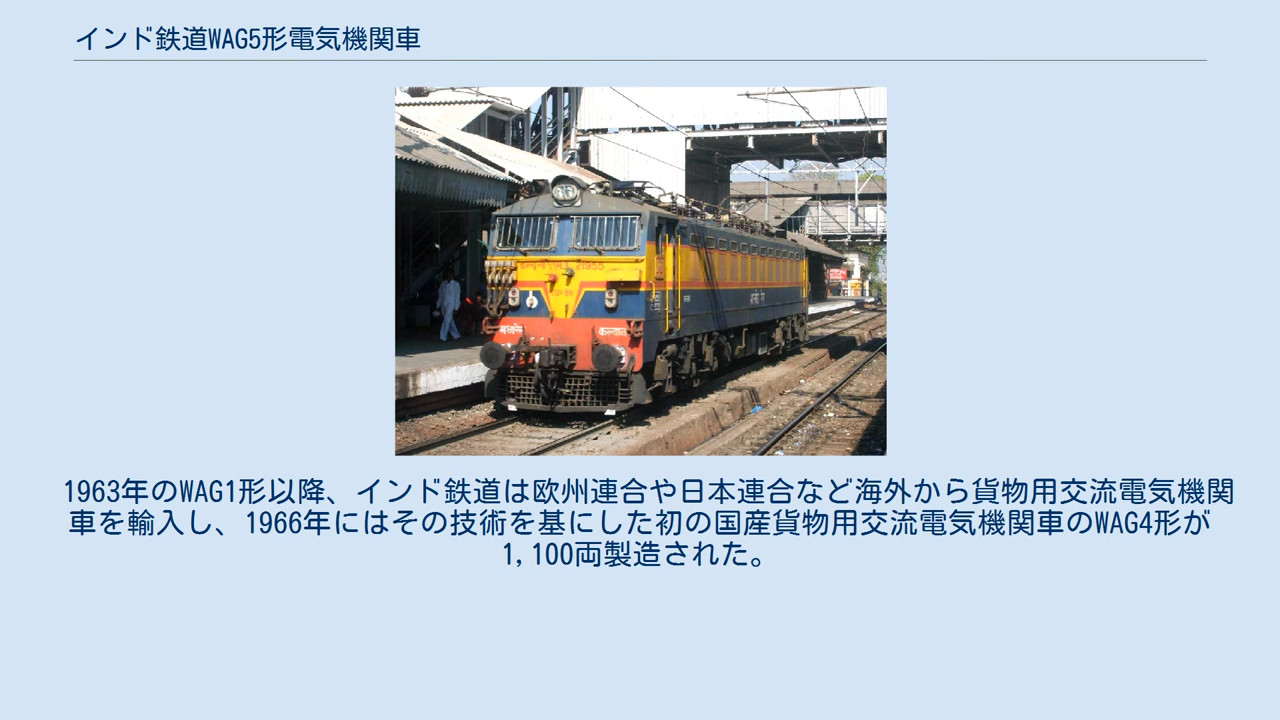 インド鉄道WAG5形電気機関車
1963年のWAG1形以降、インド鉄道は欧州連合や日本連合など海外から貨物用交流電気機関
車を輸入し、1966年にはその技術を基にした初の国産貨物用交流電気機関車のWAG4形が
1,100両製造された。